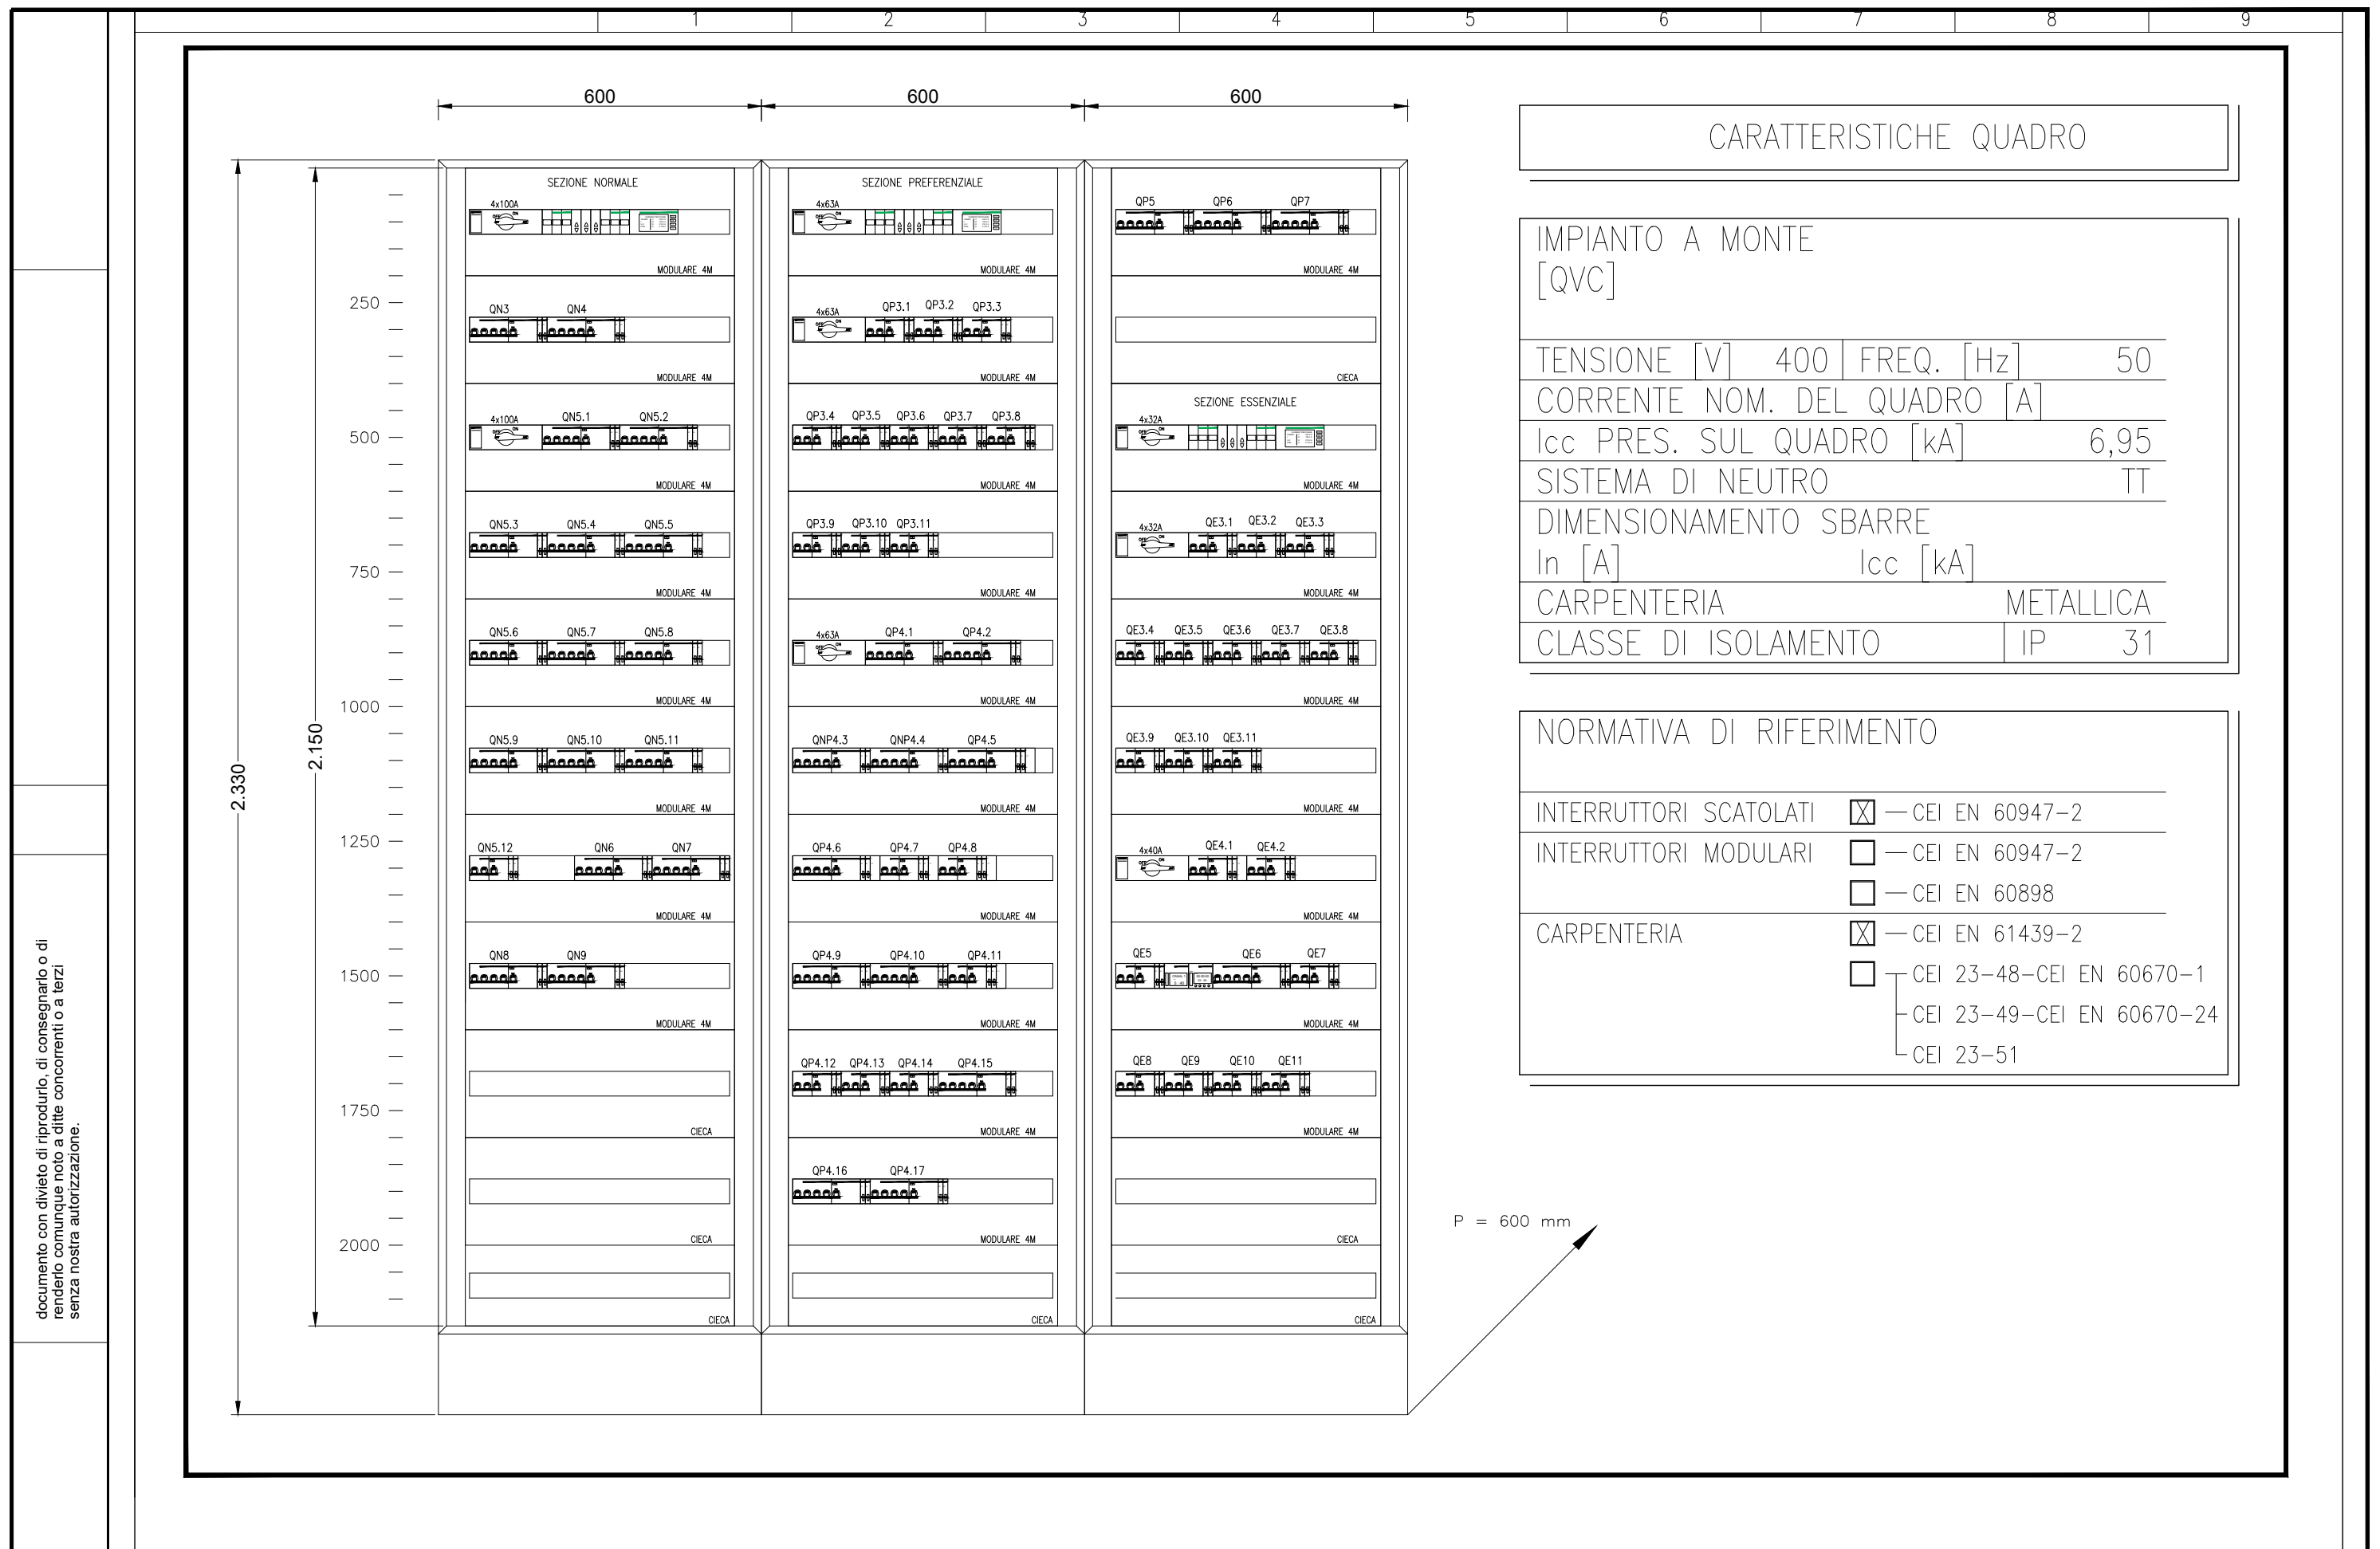 1 2 3 4 5 6 7 8 9
600 600 600
2.330
2.150
250
500
750
1000
1250
1500
1750
2000
SEZIONE NORMALE
4x100A
MODULARE 4M
QN3 QN4
MODULARE 4M
4x100A QN5.1 QN5.2
MODULARE 4M
QN5.3 QN5.4 QN5.5
MODULARE 4M
QN5.6 QN5.7 QN5.8
MODULARE 4M
QN5.9 QN5.10 QN5.11
MODULARE 4M
QN5.12 QN6 QN7
MODULARE 4M
QN8 QN9
MODULARE 4M
CIECA
CIECA
CIECA
SEZIONE PREFERENZIALE
4x63A
MODULARE 4M
4x63A QP3.1 QP3.2 QP3.3
MODULARE 4M
QP3.4 QP3.5 QP3.6 QP3.7 QP3.8
MODULARE 4M
QP3.9 QP3.10 QP3.11
MODULARE 4M
4x63A QP4.1 QP4.2
MODULARE 4M
QNP4.3 QNP4.4 QP4.5
MODULARE 4M
QP4.6 QP4.7 QP4.8
MODULARE 4M
QP4.9 QP4.10 QP4.11
MODULARE 4M
QP4.12 QP4.13 QP4.14 QP4.15
MODULARE 4M
QP4.16 QP4.17
MODULARE 4M
CIECA
QP5 QP6 QP7
MODULARE 4M
CIECA
SEZIONE ESSENZIALE
4x32A
MODULARE 4M
4x32A QE3.1 QE3.2 QE3.3
MODULARE 4M
QE3.4 QE3.5 QE3.6 QE3.7 QE3.8
MODULARE 4M
QE3.9 QE3.10 QE3.11
MODULARE 4M
4x40A QE4.1 QE4.2
MODULARE 4M
QE5 QE6 QE7
MODULARE 4M
QE8 QE9 QE10 QE11
MODULARE 4M
CIECA
CIECA
P = 600 mm
CARATTERISTICHE QUADRO
IMPIANTO A MONTE
[QVC]
TENSIONE [V] 400 FREQ. [Hz] 50
CORRENTE NOM. DEL QUADRO [A]
Icc PRES. SUL QUADRO [kA] 6,95
SISTEMA DI NEUTRO TT
DIMENSIONAMENTO SBARRE
In [A] Icc [kA]
CARPENTERIA METALLICA
CLASSE DI ISOLAMENTO IP 31
NORMATIVA DI RIFERIMENTO
INTERRUTTORI SCATOLATI X CEI EN 60947-2
INTERRUTTORI MODULARI CEI EN 60947-2
CEI EN 60898
CARPENTERIA X CEI EN 61439-2
CEI 23-48-CEI EN 60670-1
CEI 23-49-CEI EN 60670-24
CEI 23-51
documento con divieto di riprodurlo, di consegnarlo o di
renderlo comunque noto a ditte concorrenti o a terzi
senza nostra autorizzazione.